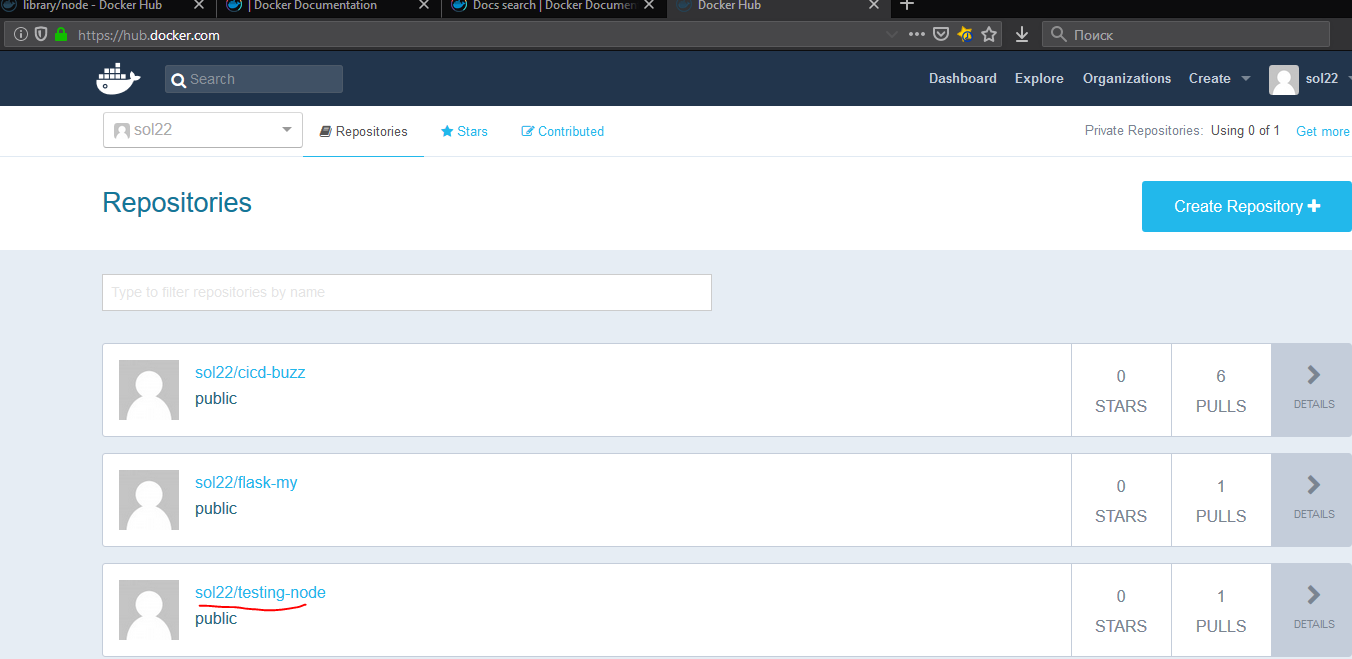 library/node - Docker Hub
| Docker Documentation
Docs search | Docker Documen
Docker Hub
https://hub.docker.com
Поиск
Search
Dashboard
Explore
Organizations
Create
sol22
sol22
Repositories
Stars
Contributed
Private Repositories: Using 0 of 1
Get more
Repositories
Create Repository
Type to filter repositories by name
sol22/cicd-buzz
public
0
STARS
6
PULLS
DETAILS
sol22/flask-my
public
0
STARS
1
PULLS
DETAILS
sol22/testing-node
public
0
STARS
1
PULLS
DETAILS